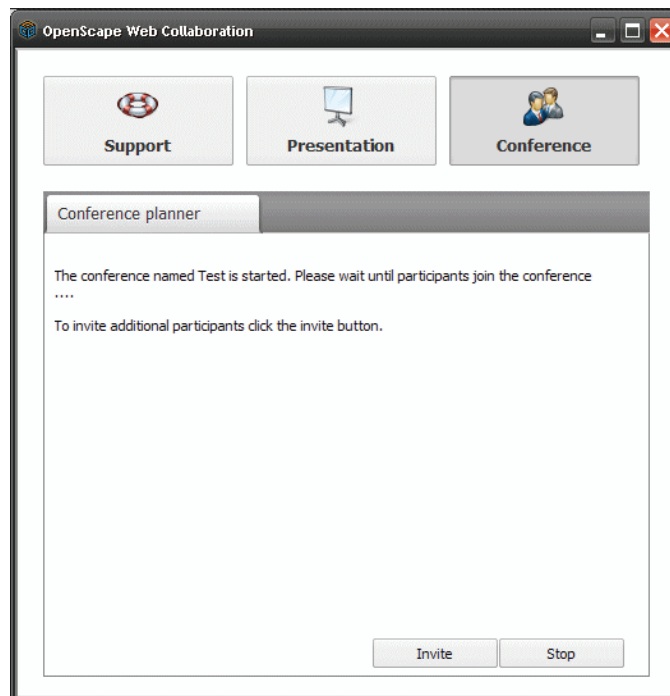 OpenScape Web Collaboration
Support
Presentation
Conference
Conference planner
The conference named Test is started. Please wait until participants join the conference
....
To invite additional participants click the invite button.
Invite
Stop